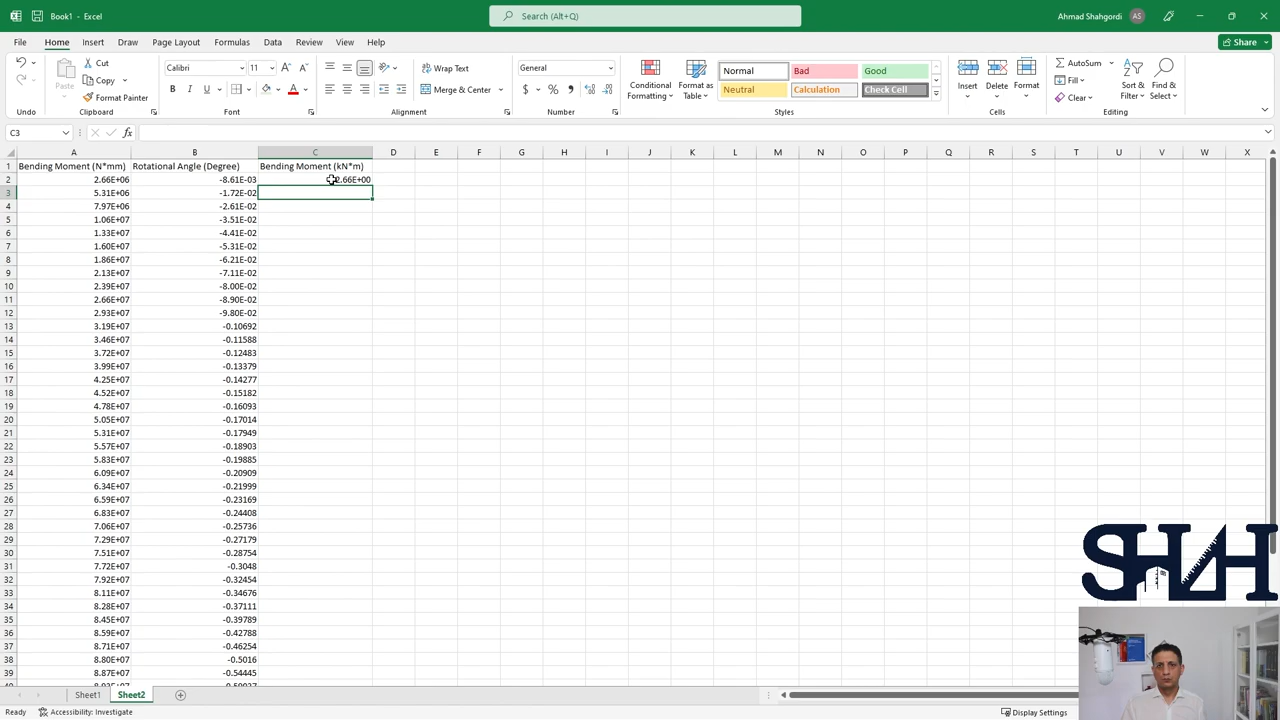 Book1 - Excel
Search (Alt+Q)
Ahmad Shahgordi AS
File Home Insert Draw Page Layout Formulas Data Review View Help
Share
Cut
Calibri 11
Wrap Text
General
Normal Bad Good
AutoSum
Copy
Fill
Paste
Format Painter
B I U
Merge & Center
$ %
Conditional Formatting
Format as Table
Neutral Calculation Check Cell
Insert Delete Format
Clear
Sort & Filter
Find & Select
Undo Clipboard Font Alignment Number Styles Cells Editing
C3 fx
A B C D E F G H I J K L M N O P Q R S T U V W X
1 Bending Moment (N*mm) Rotational Angle (Degree) Bending Moment (kN*m)
2 2.66E+06 -8.61E-03 2.66E+00
3 5.31E+06 -1.72E-02
4 7.97E+06 -2.61E-02
5 1.06E+07 -3.51E-02
6 1.33E+07 -4.41E-02
7 1.60E+07 -5.31E-02
8 1.86E+07 -6.21E-02
9 2.13E+07 -7.11E-02
10 2.39E+07 -8.00E-02
11 2.66E+07 -8.90E-02
12 2.93E+07 -9.80E-02
13 3.19E+07 -0.10692
14 3.46E+07 -0.11588
15 3.72E+07 -0.12483
16 3.99E+07 -0.13379
17 4.25E+07 -0.14277
18 4.52E+07 -0.15182
19 4.78E+07 -0.16093
20 5.05E+07 -0.17014
21 5.31E+07 -0.17949
22 5.57E+07 -0.18903
23 5.83E+07 -0.19885
24 6.09E+07 -0.20909
25 6.34E+07 -0.21999
26 6.59E+07 -0.23169
27 6.83E+07 -0.24408
28 7.06E+07 -0.25736
29 7.29E+07 -0.27179
30 7.51E+07 -0.28754
31 7.72E+07 -0.3048
32 7.92E+07 -0.32454
33 8.11E+07 -0.34676
34 8.28E+07 -0.37111
35 8.45E+07 -0.39789
36 8.59E+07 -0.42788
37 8.71E+07 -0.46254
38 8.80E+07 -0.5016
39 8.87E+07 -0.54445
SHAH
Sheet1 Sheet2
Ready Accessibility: Investigate
Display Settings